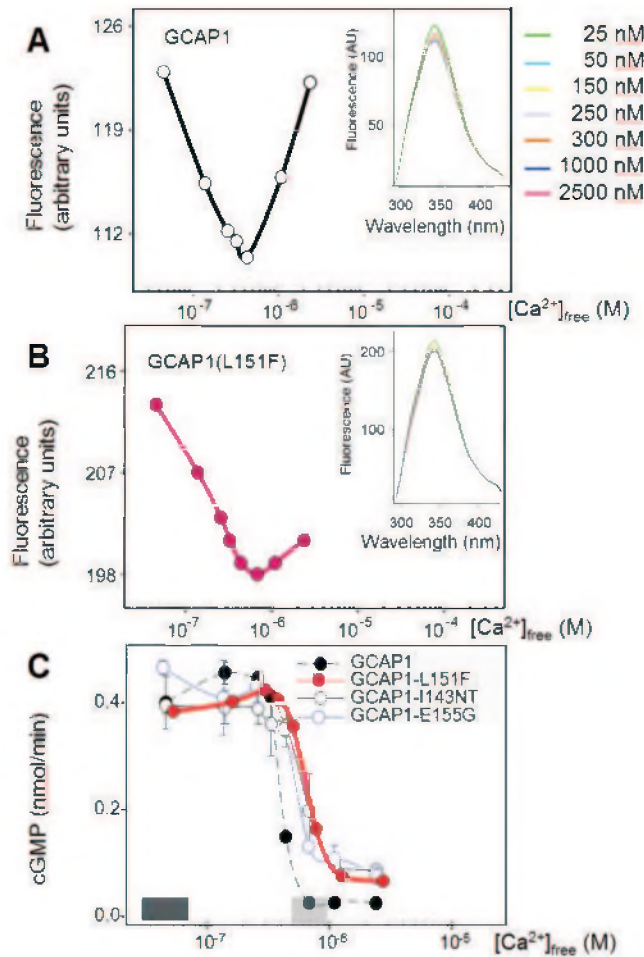 A
GCAP1
126
119
112
Fluorescence
(arbitrary units)
10⁻⁷
10⁻⁶
10⁻⁵
10⁻⁴
[Ca²⁺]free (M)
Fluorescence (AU)
100
50
300
350
400
Wavelength (nm)
25 nM
50 nM
150 nM
250 nM
300 nM
1000 nM
2500 nM
B
GCAP1(L151F)
216
207
198
Fluorescence
(arbitrary units)
10⁻⁷
10⁻⁶
10⁻⁵
10⁻⁴
[Ca²⁺]free (M)
Fluorescence (AU)
200
100
300
350
400
Wavelength (nm)
C
GCAP1
GCAP1-L151F
GCAP1-I143NT
GCAP1-E155G
0.4
0.2
0.0
cGMP (nmol/min)
10⁻⁷
10⁻⁶
10⁻⁵
[Ca²⁺]free (M)